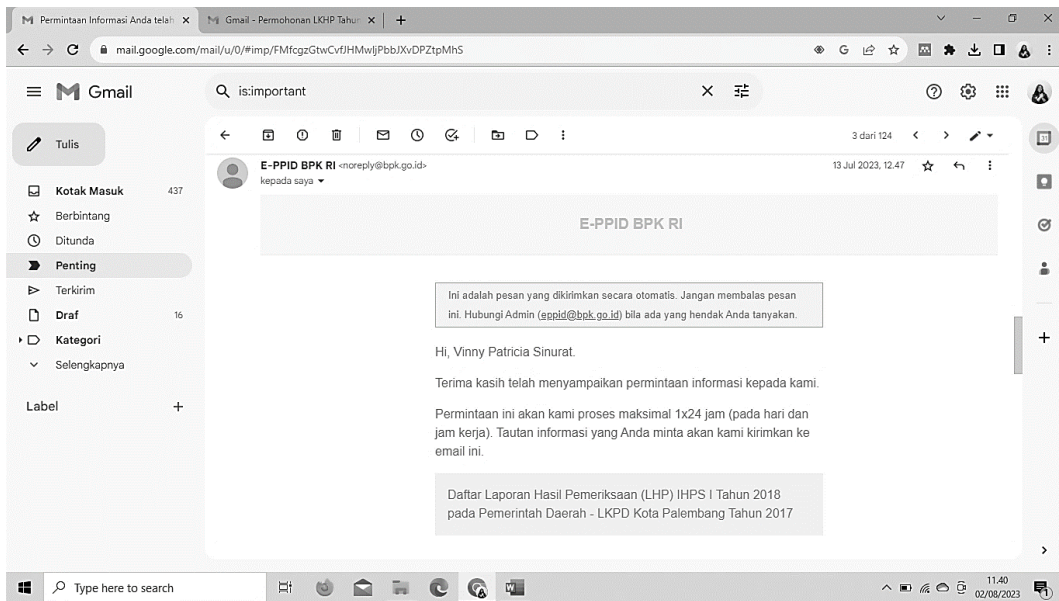 Permintaan Informasi Anda telah
Gmail - Permohonan LKHP Tahun
mail.google.com/mail/u/0/#imp/FMfcgzGtwCvfJHMwljPbbJXvDPZtpMhS
Gmail
is:important
Tulis
3 dari 124
E-PPID BPK RI <noreply@bpk.go.id>
13 Jul 2023, 12.47
kepada saya
Kotak Masuk 437
Berbintang
Ditunda
Penting
Terkirim
Draf 16
Kategori
Selengkapnya
Label
E-PPID BPK RI
Ini adalah pesan yang dikirimkan secara otomatis. Jangan membalas pesan
ini. Hubungi Admin (eppid@bpk.go.id) bila ada yang hendak Anda tanyakan.
Hi, Vinny Patricia Sinurat.
Terima kasih telah menyampaikan permintaan informasi kepada kami.
Permintaan ini akan kami proses maksimal 1x24 jam (pada hari dan
jam kerja). Tautan informasi yang Anda minta akan kami kirimkan ke
email ini.
Daftar Laporan Hasil Pemeriksaan (LHP) IHPS I Tahun 2018
pada Pemerintah Daerah - LKPD Kota Palembang Tahun 2017
Type here to search
11.40
02/08/2023